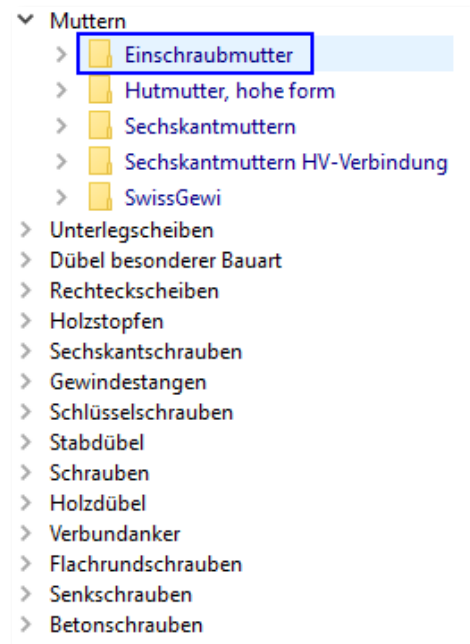 Muttern
Einschraubmutter
Hutmutter, hohe form
Sechskantmuttern
Sechskantmuttern HV-Verbindung
SwissGewi
Unterlegscheiben
Dübel besonderer Bauart
Rechteckscheiben
Holzstopfen
Sechskantschrauben
Gewindestangen
Schlüsselschrauben
Stabdübel
Schrauben
Holzdübel
Verbundanker
Flachrundschrauben
Senkschrauben
Betonschrauben